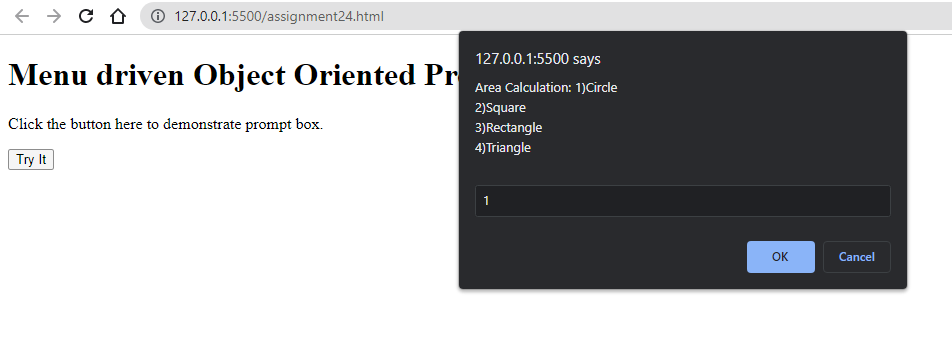 127.0.0.1:5500/assignment24.html
127.0.0.1:5500 says
Menu driven Object Oriented
Area Calculation: 1)Circle
2)Square
3)Rectangle
4)Triangle
Click the button here to demonstrate prompt box.
Try It
1
OK
Cancel